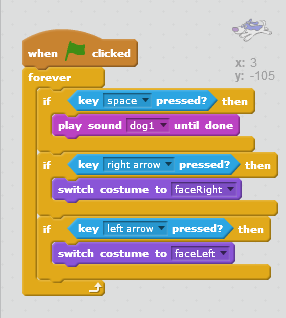 when clicked
x: 3
y: -105
forever
if key space pressed? then
play sound dog1 until done
if key right arrow pressed? then
switch costume to faceRight
if key left arrow pressed? then
switch costume to faceLeft